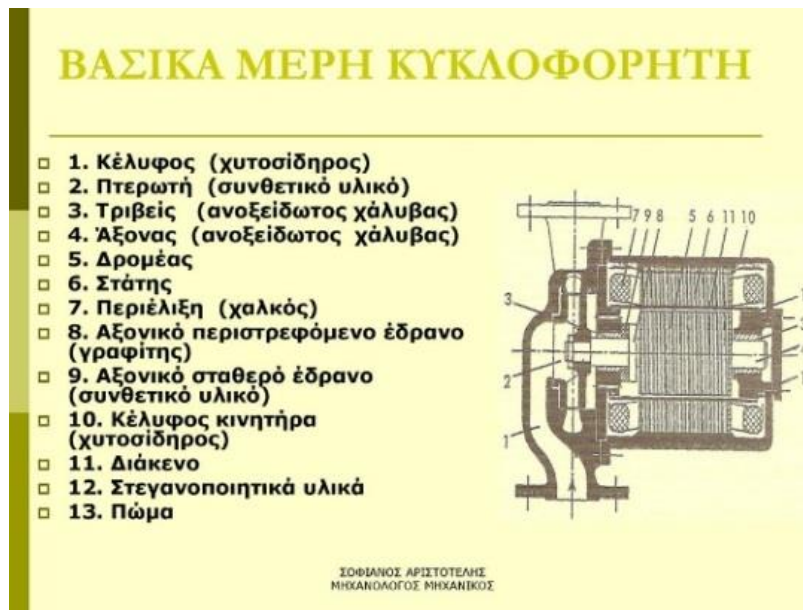 ΒΑΣΙΚΑ ΜΕΡΗ ΚΥΚΛΟΦΟΡΗΤΗ
1. Κέλυφος (χυτοσίδηρος)
2. Πτερωτή (συνθετικό υλικό)
3. Τριβείς (ανοξείδωτος χάλυβας)
4. Άξονας (ανοξείδωτος χάλυβας)
5. Δρομέας
6. Στάτης
7. Περιέλιξη (χαλκός)
8. Αξονικό περιστρεφόμενο έδρανο
(γραφίτης)
9. Αξονικό σταθερό έδρανο
(συνθετικό υλικό)
10. Κέλυφος κινητήρα
(χυτοσίδηρος)
11. Διάκενο
12. Στεγανοποιητικά υλικά
13. Πώμα
7 9 8 5 6 11 10
3
2
1
ΣΟΦΙΑΝΟΣ ΑΡΙΣΤΟΤΕΛΗΣ
ΜΗΧΑΝΟΛΟΓΟΣ ΜΗΧΑΝΙΚΟΣ